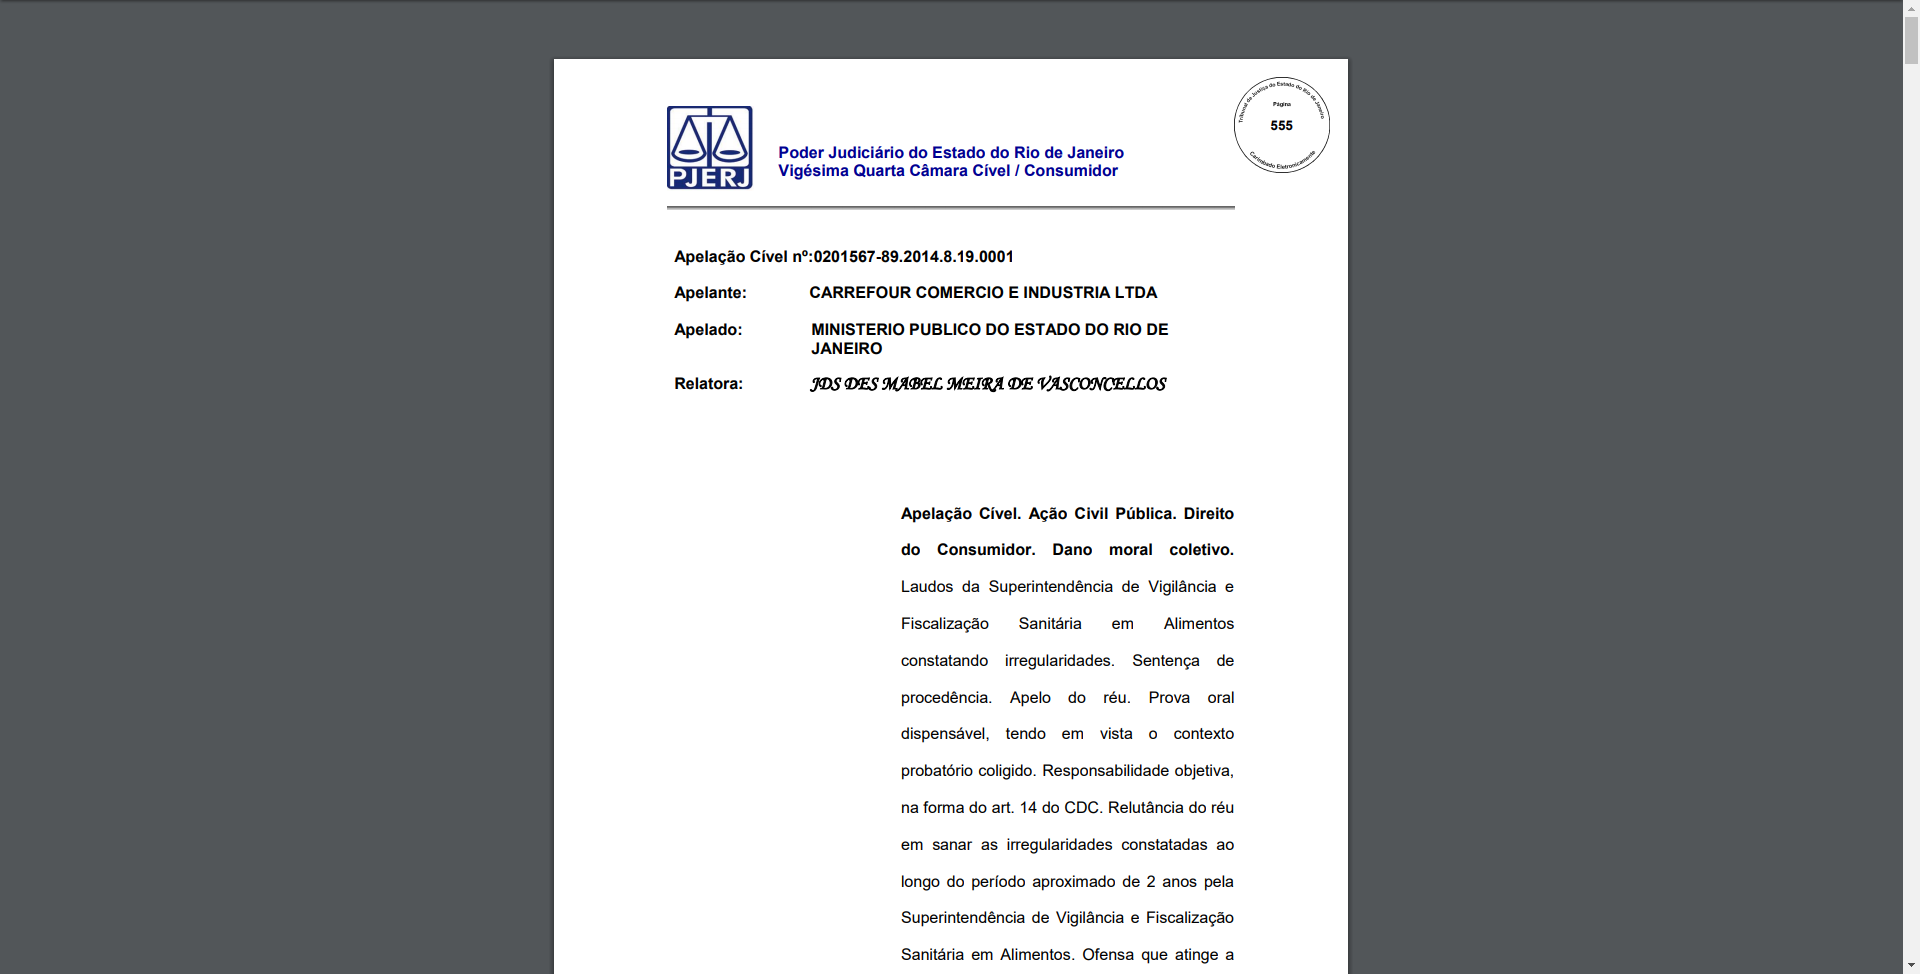 Tribunal de Justiça do Estado do Rio de Janeiro
Página
555
Carimbado Eletronicamente
PJERJ
Poder Judiciário do Estado do Rio de Janeiro
Vigésima Quarta Câmara Cível / Consumidor
Apelação Cível nº:0201567-89.2014.8.19.0001
Apelante: CARREFOUR COMERCIO E INDUSTRIA LTDA
Apelado: MINISTERIO PUBLICO DO ESTADO DO RIO DE
JANEIRO
Relatora: JDS DES MABEL MEIRA DE VASCONCELLOS
Apelação Cível. Ação Civil Pública. Direito
do Consumidor. Dano moral coletivo.
Laudos da Superintendência de Vigilância e
Fiscalização Sanitária em Alimentos
constatando irregularidades. Sentença de
procedência. Apelo do réu. Prova oral
dispensável, tendo em vista o contexto
probatório coligido. Responsabilidade objetiva,
na forma do art. 14 do CDC. Relutância do réu
em sanar as irregularidades constatadas ao
longo do período aproximado de 2 anos pela
Superintendência de Vigilância e Fiscalização
Sanitária em Alimentos. Ofensa que atinge a